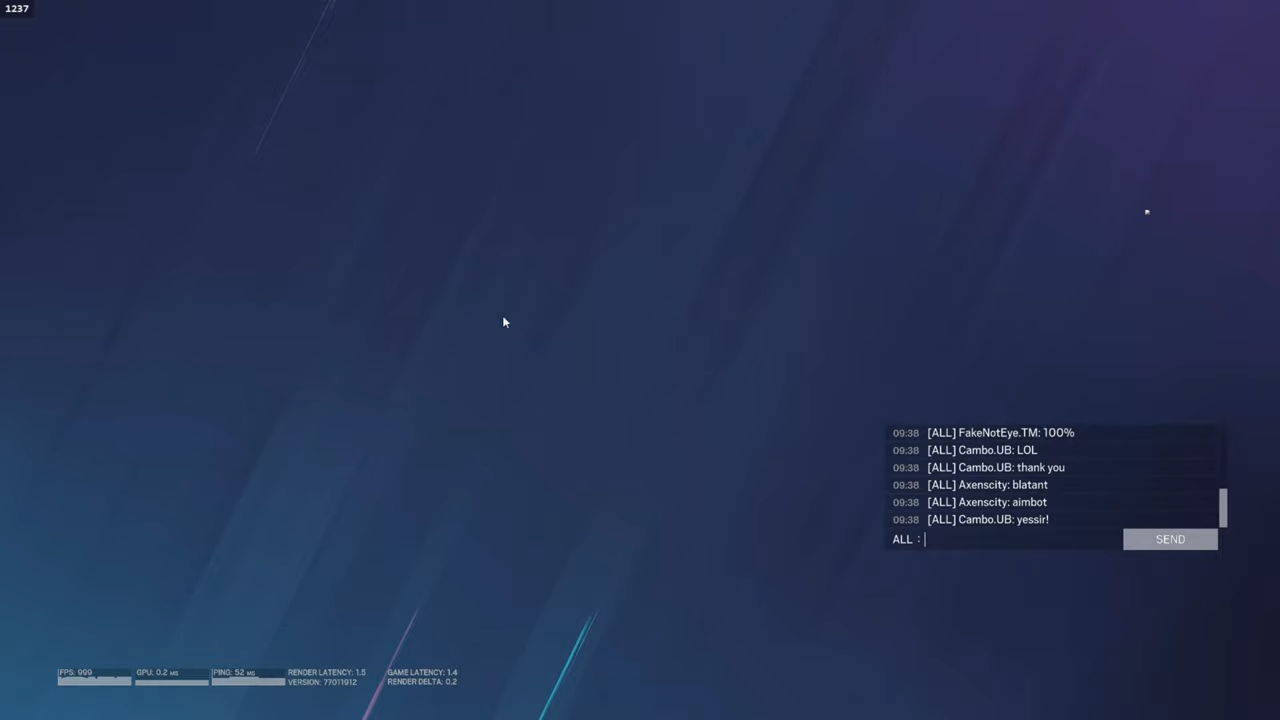 1237
09:38 [ALL] FakeNotEye.TM: 100%
09:38 [ALL] Cambo.UB: LOL
09:38 [ALL] Cambo.UB: thank you
09:38 [ALL] Axenscity: blatant
09:38 [ALL] Axenscity: aimbot
09:38 [ALL] Cambo.UB: yessir!
ALL : SEND
FPS: 999 GPU: 0.2 MS PING: 52 MS RENDER LATENCY: 1.5 GAME LATENCY: 1.4
VERSION: 77011912 RENDER DELTA: 0.2